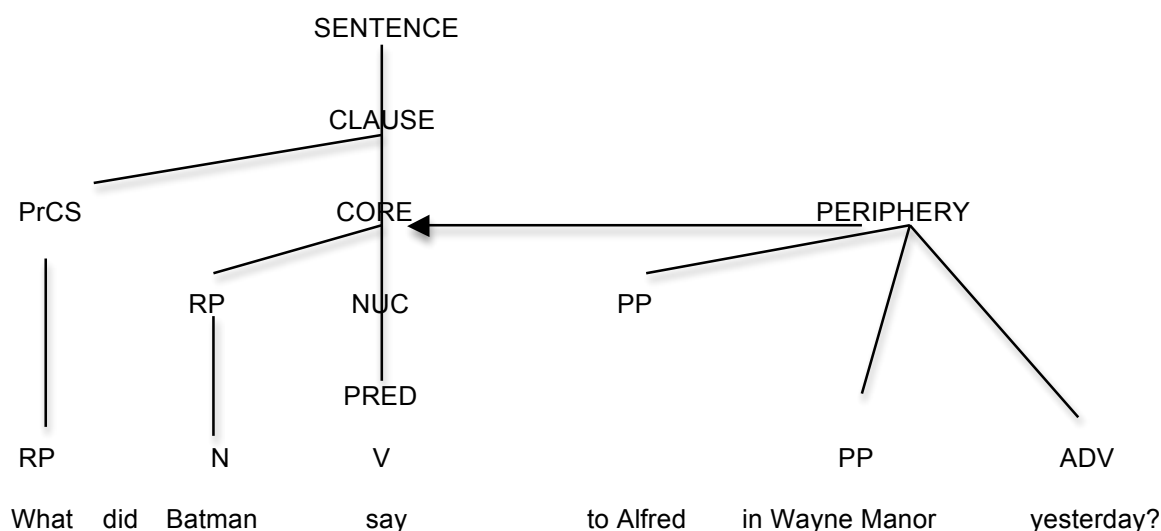 SENTENCE
CLAUSE
PrCS CORE PERIPHERY
RP NUC PP
PRED
RP N V PP ADV
What did Batman say to Alfred in Wayne Manor yesterday?